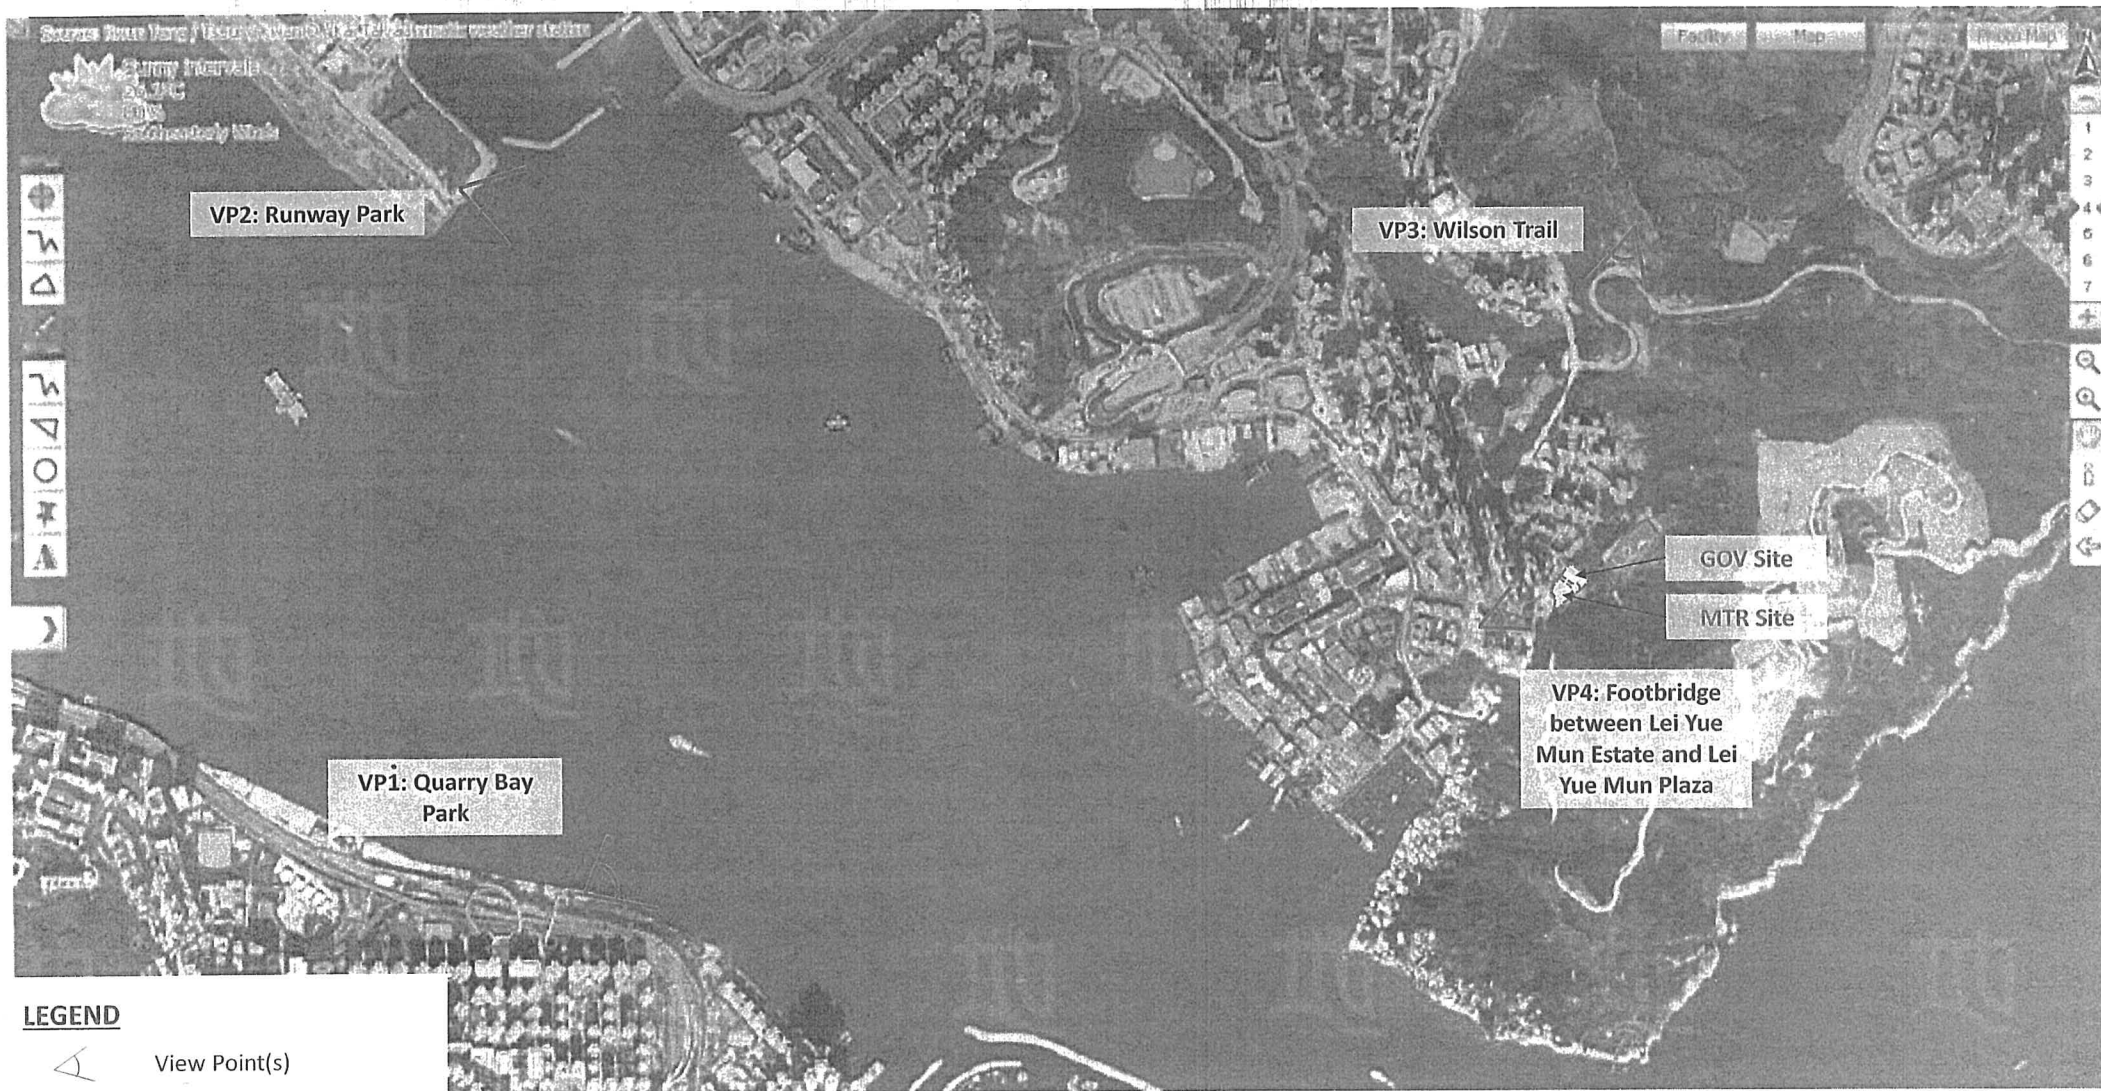 Sunny Intervals
Facility
Map
Photo Map
N
1
2
3
4
5
6
7
VP2: Runway Park
VP3: Wilson Trail
GOV Site
MTR Site
VP4: Footbridge
between Lei Yue
Mun Estate and Lei
Yue Mun Plaza
VP1: Quarry Bay
Park
LEGEND
View Point(s)